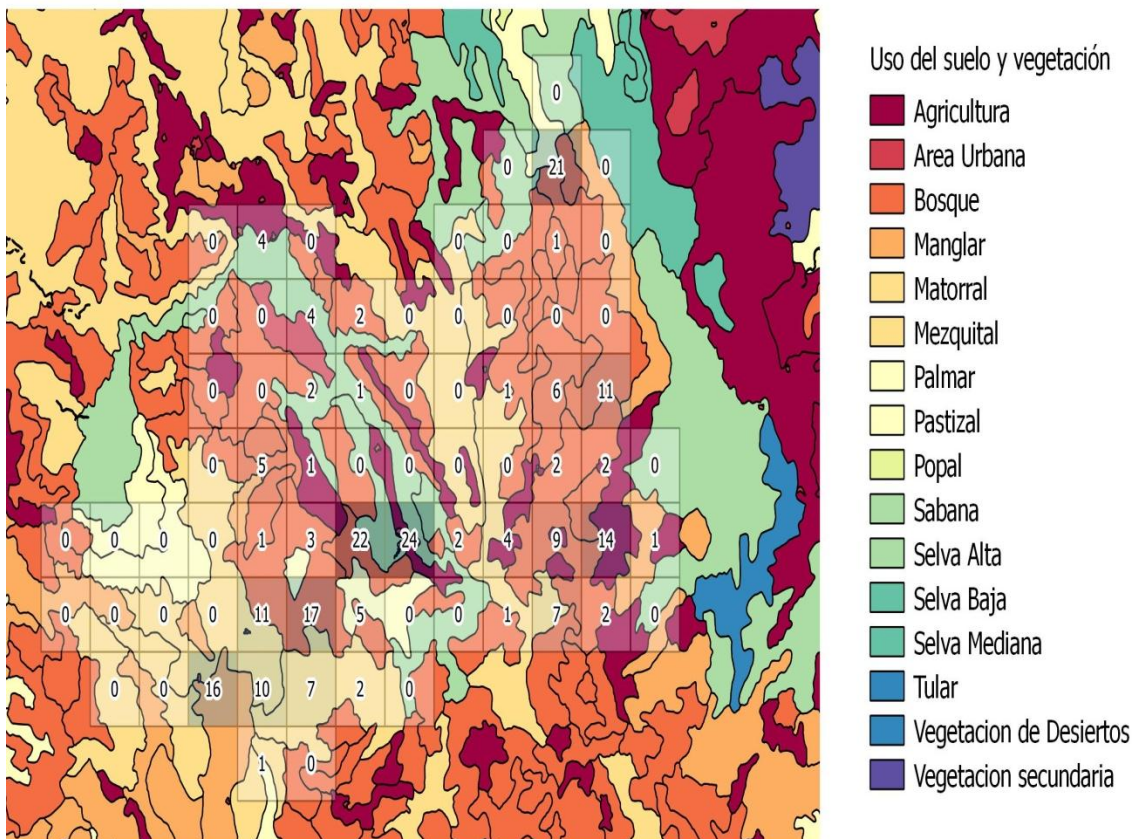 0
0 21 0
0 4 0 0 0 1 0
0 0 4 2 0 0 0 0 0
0 0 2 1 0 0 1 6 11
0 5 1 0 0 0 0 2 2 0
0 0 0 0 1 3 22 24 2 4 9 14 1
0 0 0 0 11 17 5 0 0 1 7 2 0
0 0 16 10 7 2 0
1 0
Uso del suelo y vegetación
Agricultura
Area Urbana
Bosque
Manglar
Matorral
Mezquital
Palmar
Pastizal
Popal
Sabana
Selva Alta
Selva Baja
Selva Mediana
Tular
Vegetacion de Desiertos
Vegetacion secundaria